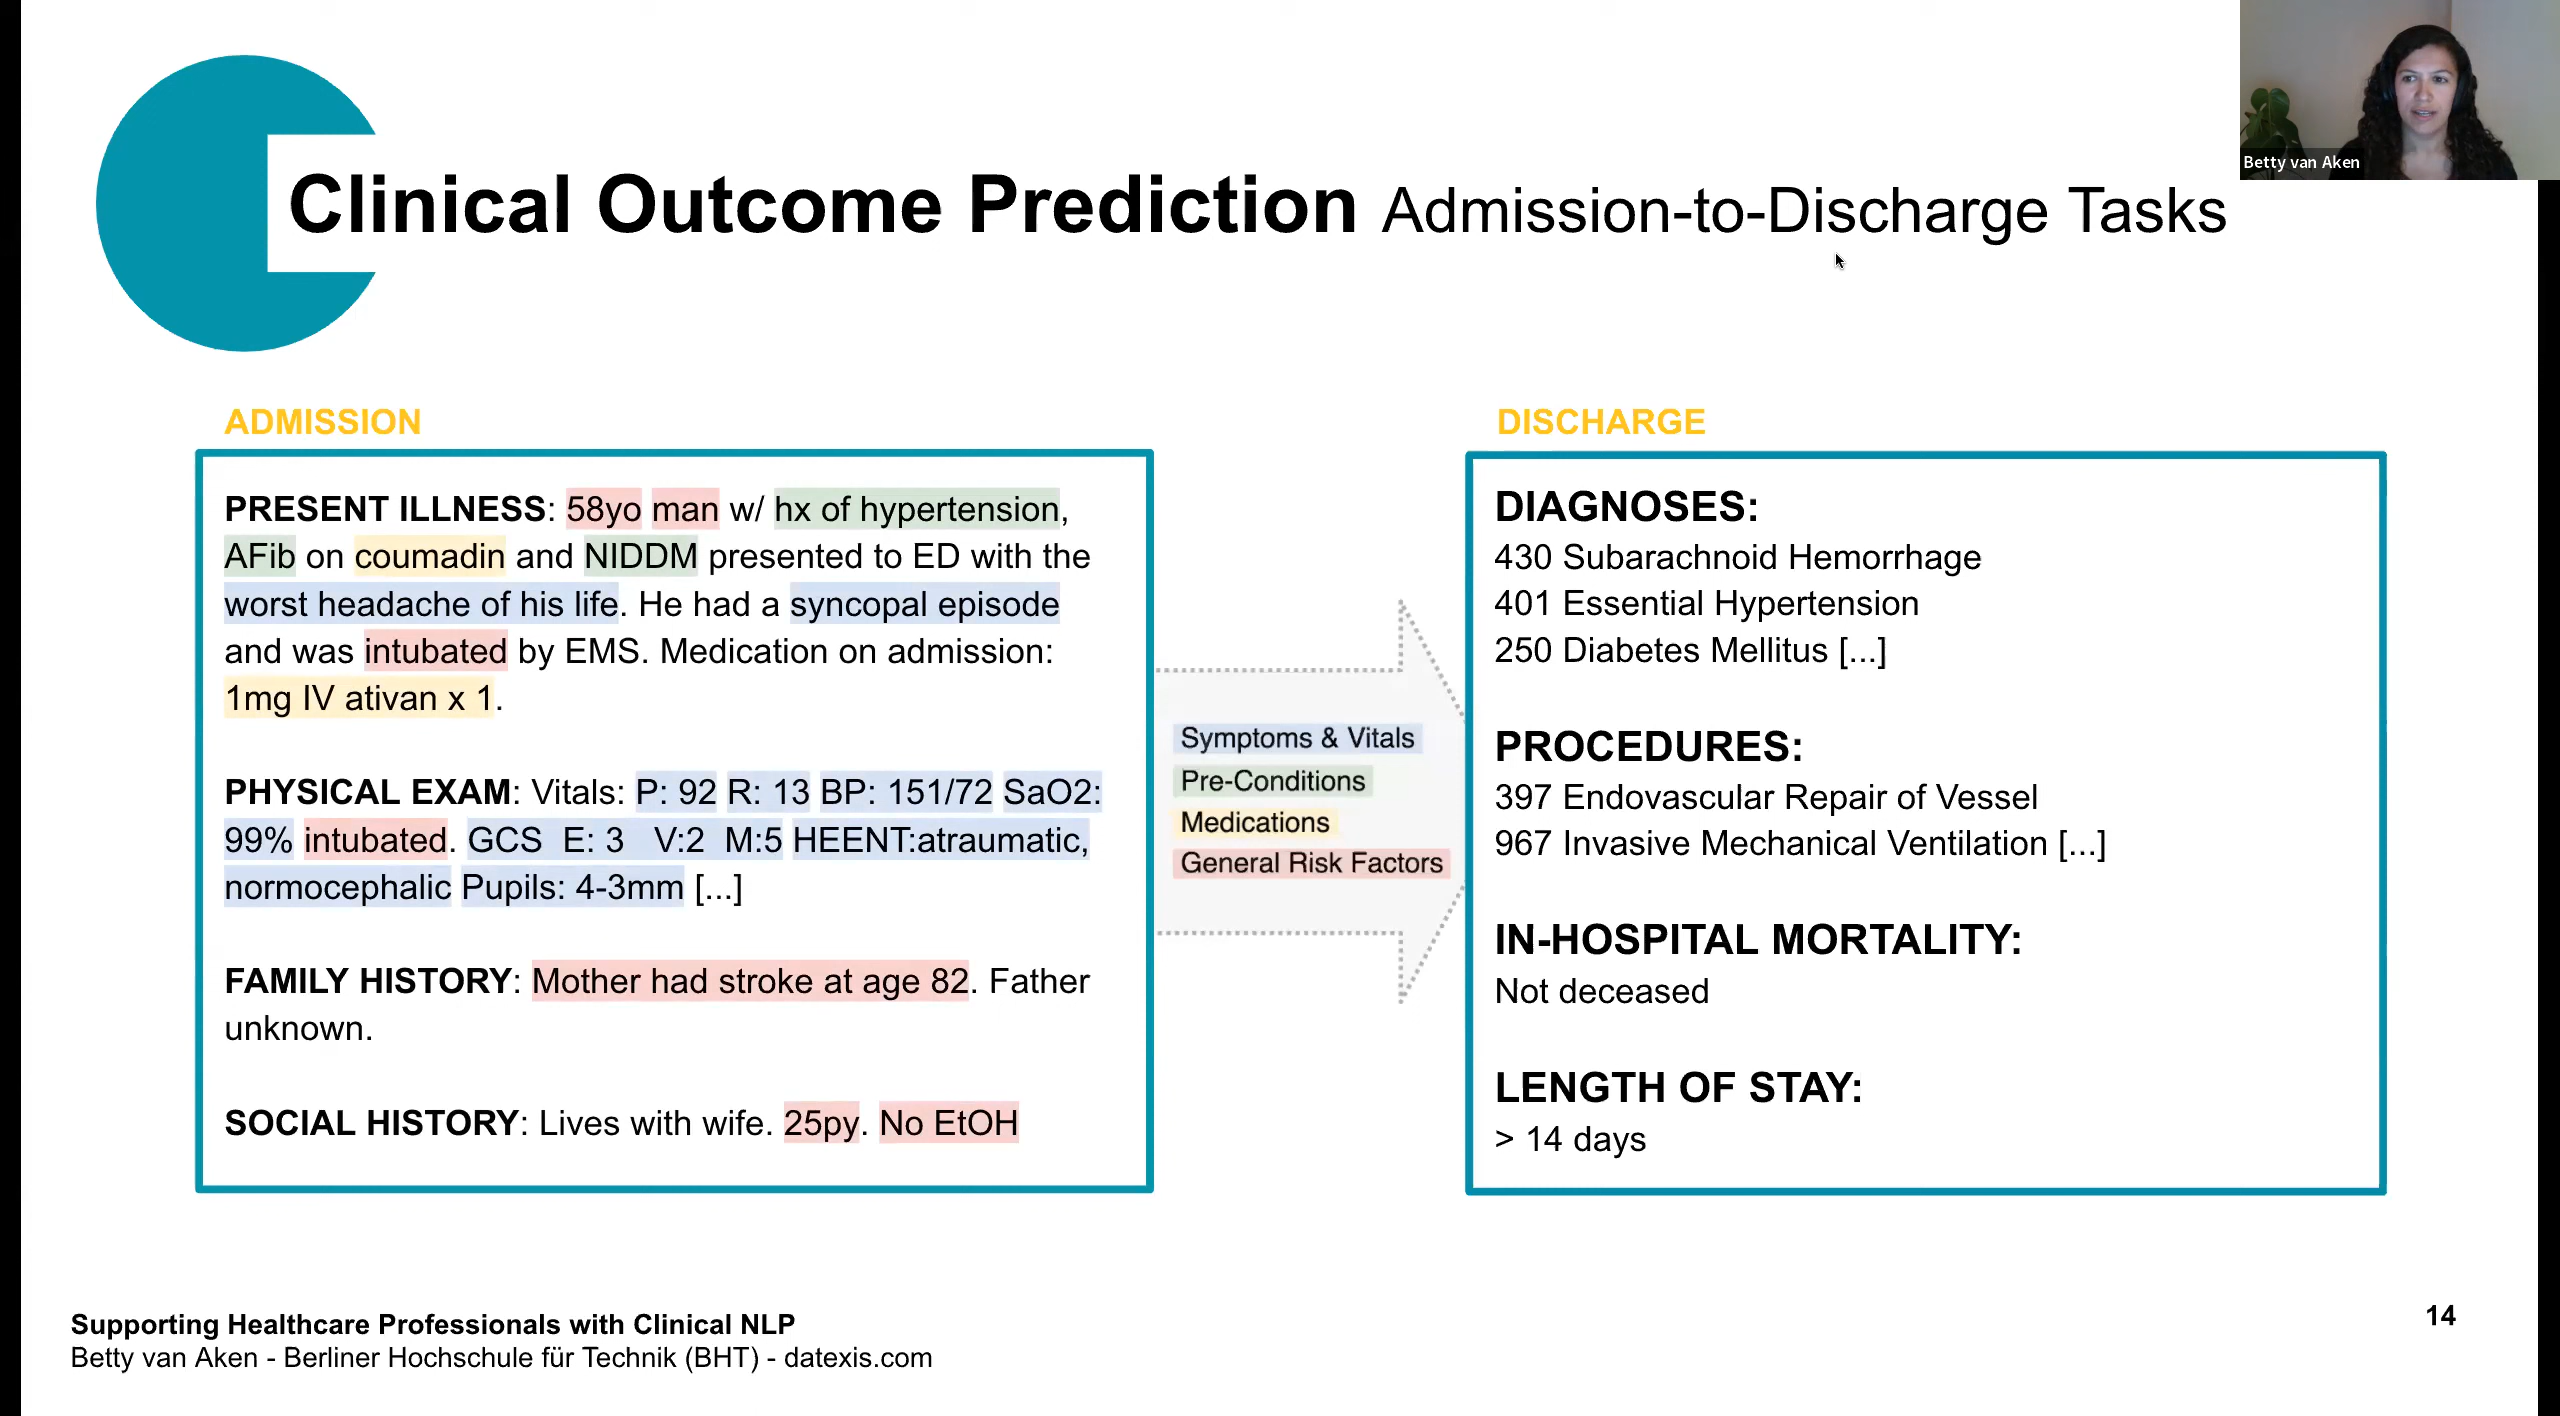 Betty van Aken
Clinical Outcome Prediction Admission-to-Discharge Tasks
ADMISSION
PRESENT ILLNESS: 58yo man w/ hx of hypertension,
AFib on coumadin and NIDDM presented to ED with the
worst headache of his life. He had a syncopal episode
and was intubated by EMS. Medication on admission:
1mg IV ativan x 1.
PHYSICAL EXAM: Vitals: P: 92 R: 13 BP: 151/72 SaO2:
99% intubated. GCS E: 3 V:2 M:5 HEENT:atraumatic,
normocephalic Pupils: 4-3mm [...]
FAMILY HISTORY: Mother had stroke at age 82. Father
unknown.
SOCIAL HISTORY: Lives with wife. 25py. No EtOH
Symptoms & Vitals
Pre-Conditions
Medications
General Risk Factors
DISCHARGE
DIAGNOSES:
430 Subarachnoid Hemorrhage
401 Essential Hypertension
250 Diabetes Mellitus [...]
PROCEDURES:
397 Endovascular Repair of Vessel
967 Invasive Mechanical Ventilation [...]
IN-HOSPITAL MORTALITY:
Not deceased
LENGTH OF STAY:
> 14 days
Supporting Healthcare Professionals with Clinical NLP
Betty van Aken - Berliner Hochschule für Technik (BHT) - datexis.com
14